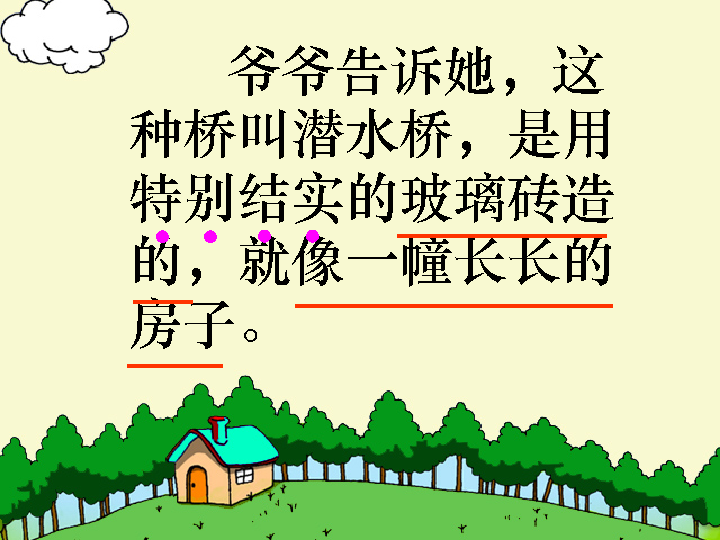 爷爷告诉她，这
种桥叫潜水桥，是用
特别结实的玻璃砖造
的，就像一幢长长的
房子。